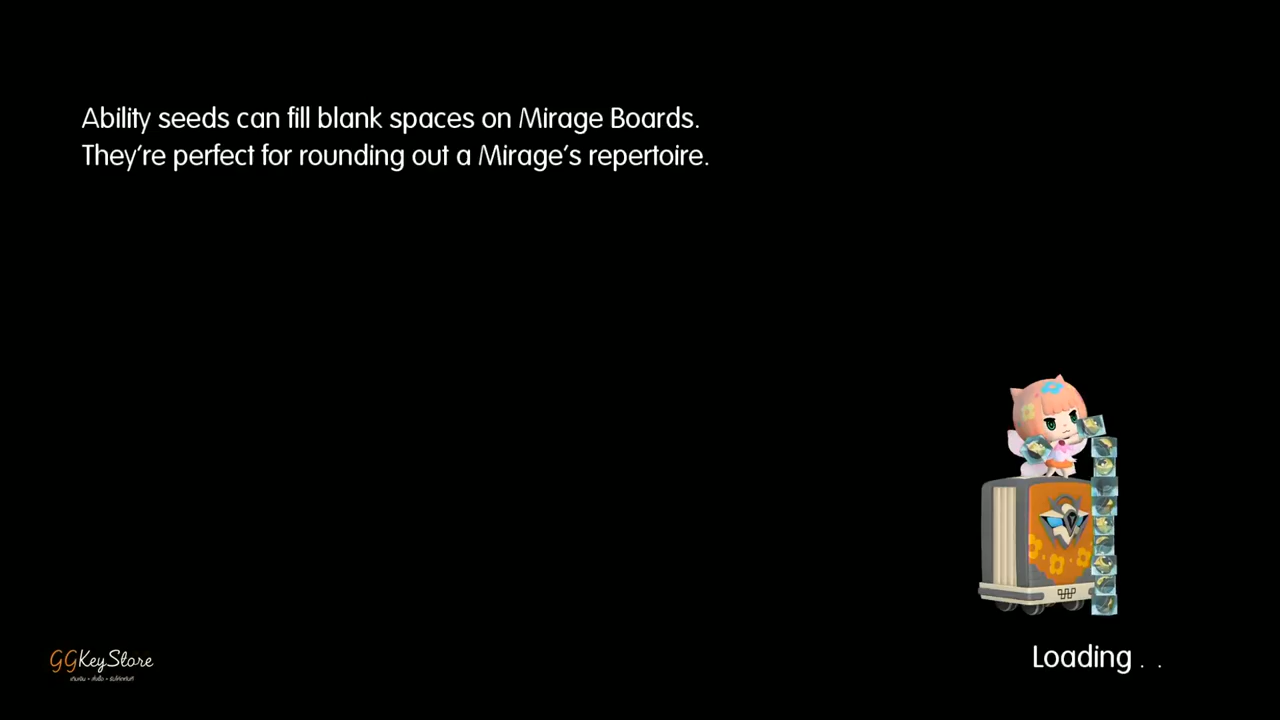 Ability seeds can fill blank spaces on Mirage Boards.
They're perfect for rounding out a Mirage's repertoire.
GGKeyStore
Loading . .